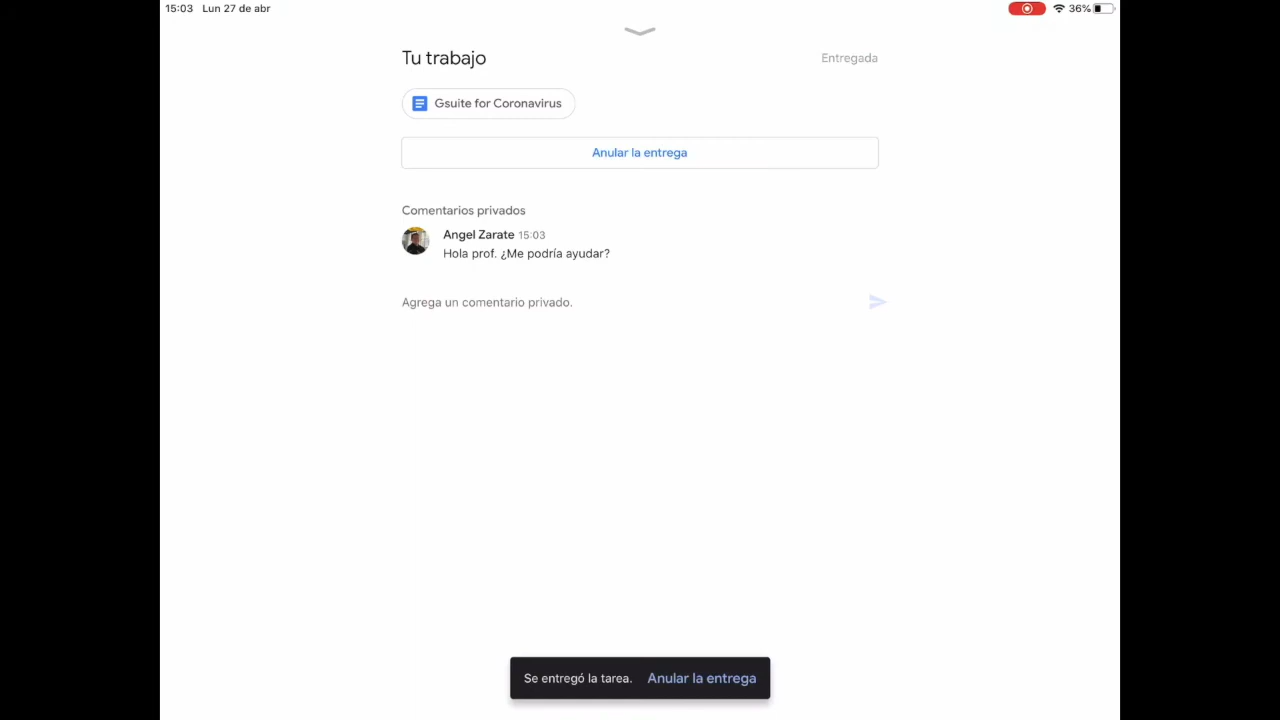 15:03 Lun 27 de abr 36%
Tu trabajo Entregada
Gsuite for Coronavirus
Anular la entrega
Comentarios privados
Angel Zarate 15:03
Hola prof. ¿Me podría ayudar?
Agrega un comentario privado.
Se entregó la tarea. Anular la entrega